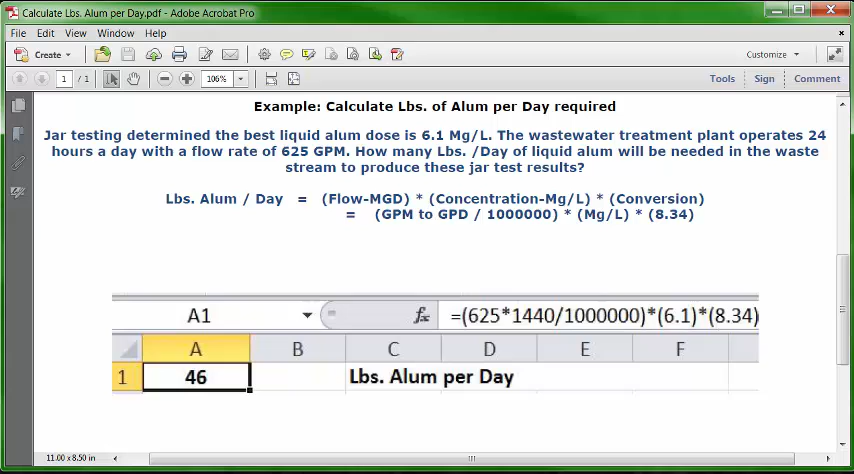 Calculate Lbs. Alum per Day.pdf - Adobe Acrobat Pro
File Edit View Window Help
Create
1 / 1 106%
Customize
Tools Sign Comment
Example: Calculate Lbs. of Alum per Day required
Jar testing determined the best liquid alum dose is 6.1 Mg/L. The wastewater treatment plant operates 24
hours a day with a flow rate of 625 GPM. How many Lbs. /Day of liquid alum will be needed in the waste
stream to produce these jar test results?
Lbs. Alum / Day = (Flow-MGD) * (Concentration-Mg/L) * (Conversion)
= (GPM to GPD / 1000000) * (Mg/L) * (8.34)
A1 = fx =(625*1440/1000000)*(6.1)*(8.34)
A B C D E F
1 46 Lbs. Alum per Day
11.00 x 8.50 in